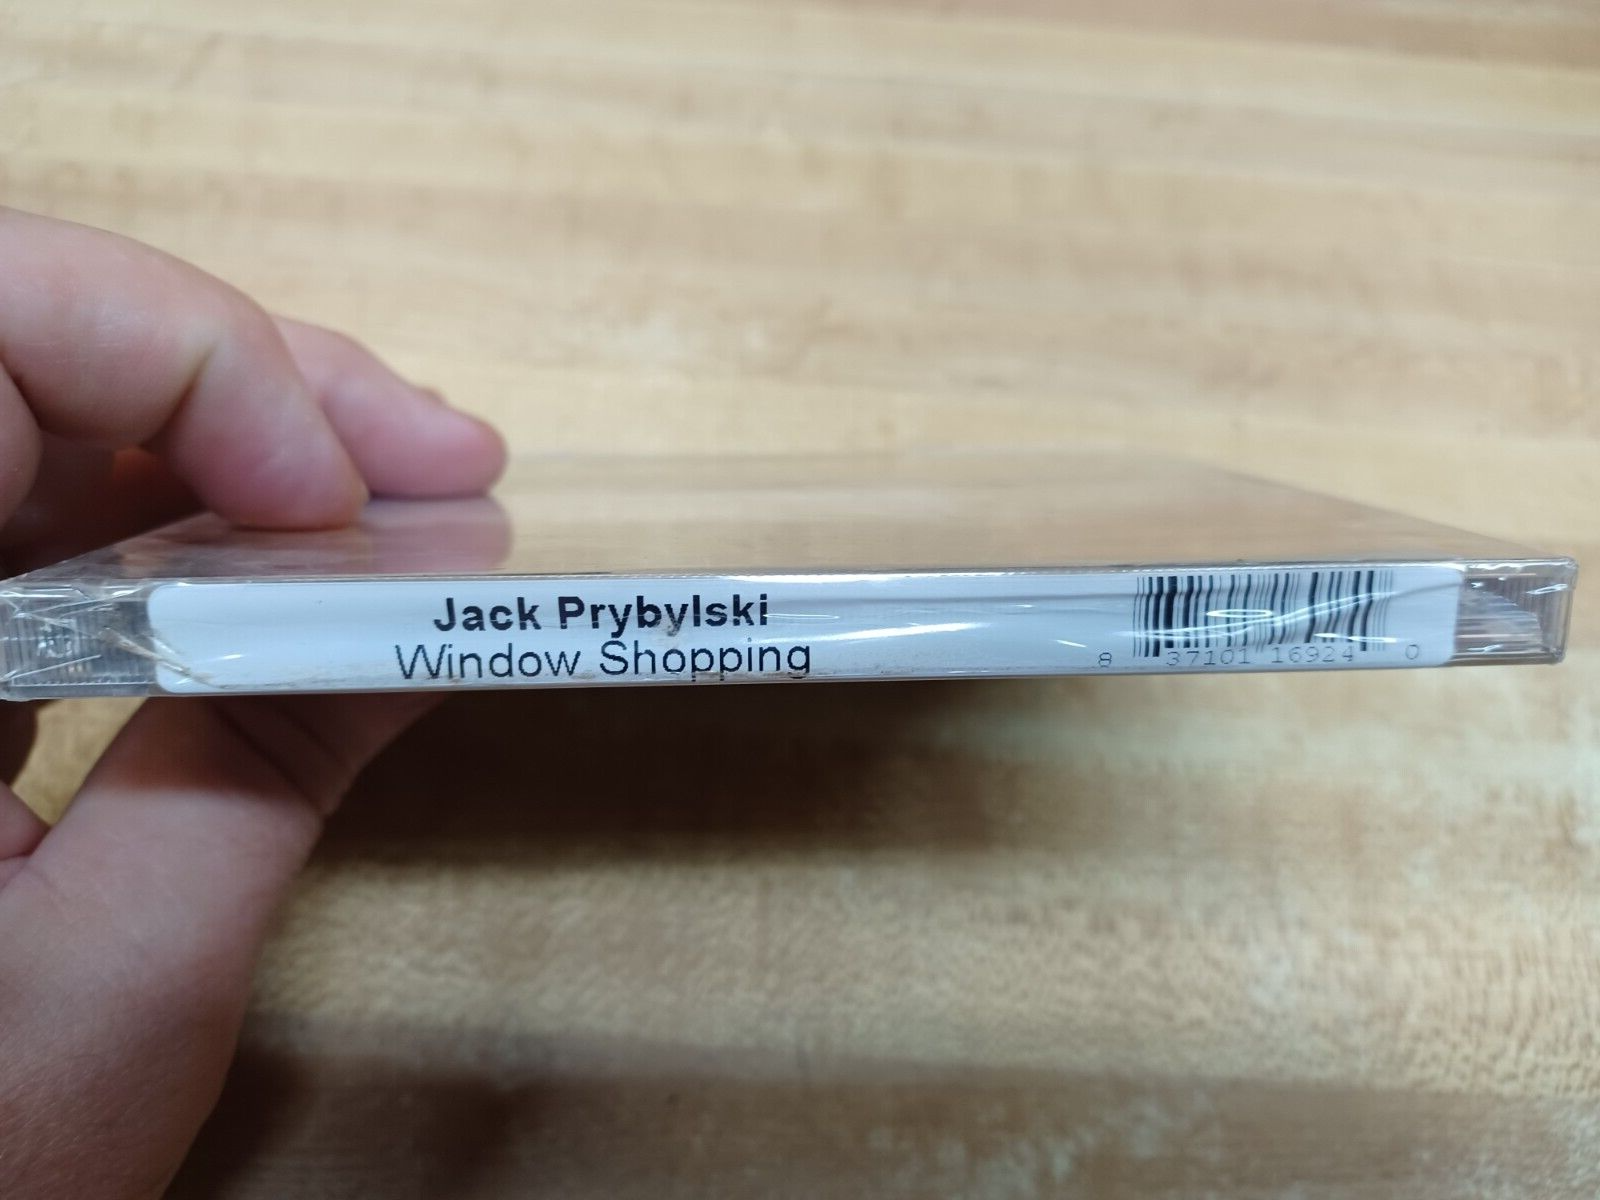 Jack Prybylski
Window Shopping
8 37101 16924 0